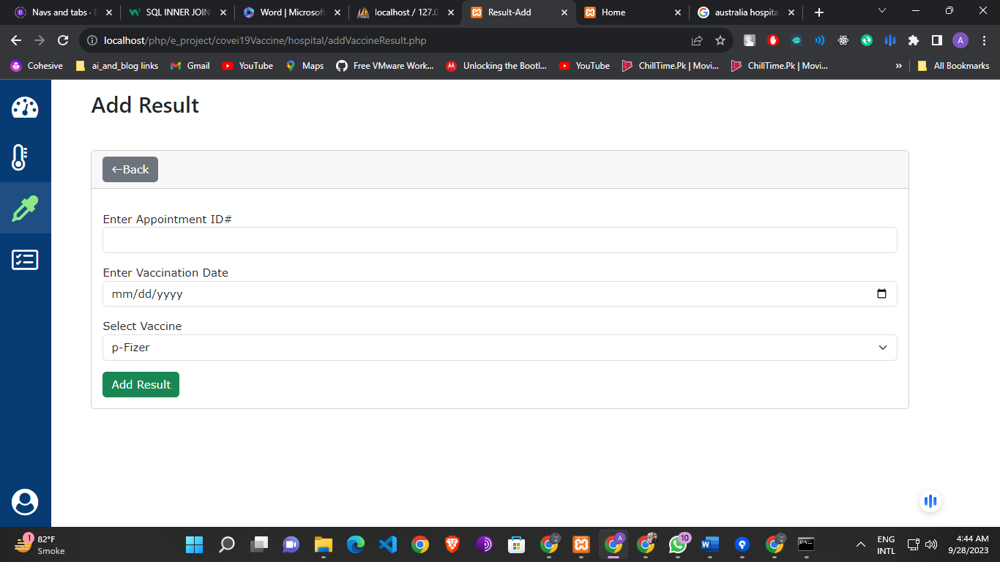 Navs and tabs · B
SQL INNER JOIN
Word | Microsof
localhost / 127.0
Result-Add
Home
australia hospita
localhost/php/e_project/covei19Vaccine/hospital/addVaccineResult.php
A
Cohesive
ai_and_blog links
Gmail
YouTube
Maps
Free VMware Work...
Unlocking the Bootl...
YouTube
ChillTime.Pk | Movi...
ChillTime.Pk | Movi...
»
All Bookmarks
Add Result
←Back
Enter Appointment ID#
Enter Vaccination Date
mm/dd/yyyy
Select Vaccine
p-Fizer
Add Result
1
82°F
Smoke
A
10
ENG
INTL
4:44 AM
9/28/2023